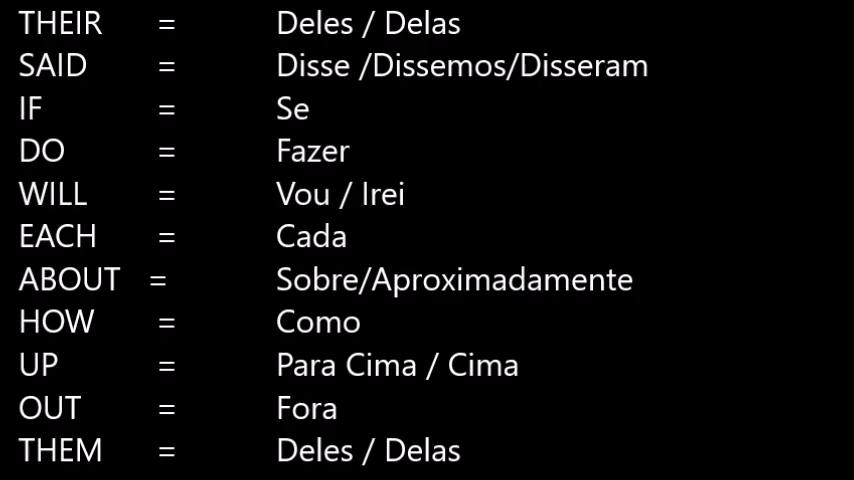 THEIR = Deles / Delas
SAID = Disse /Dissemos/Disseram
IF = Se
DO = Fazer
WILL = Vou / Irei
EACH = Cada
ABOUT = Sobre/Aproximadamente
HOW = Como
UP = Para Cima / Cima
OUT = Fora
THEM = Deles / Delas